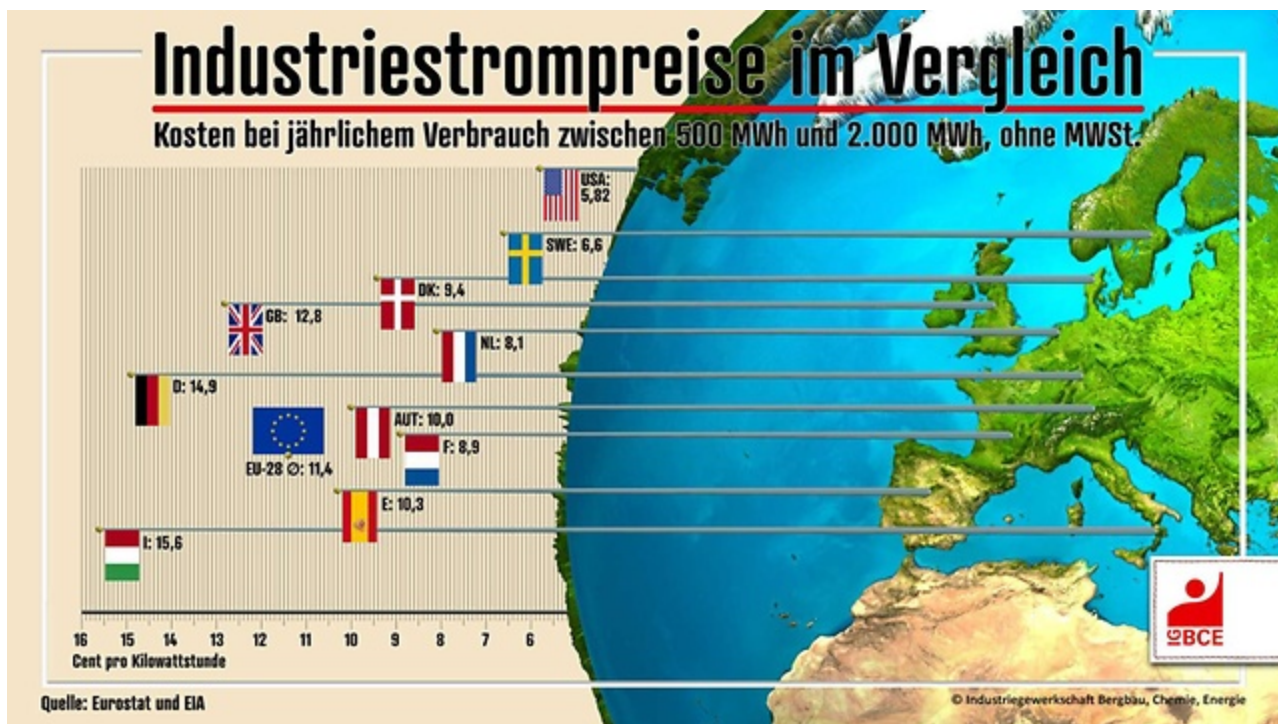 Industriestrompreise im Vergleich
Kosten bei jährlichem Verbrauch zwischen 500 MWh und 2.000 MWh, ohne MWSt.
USA:
5,82
SWE: 6,6
DK: 9,4
GB: 12,8
NL: 8,1
D: 14,9
AUT: 10,0
F: 8,9
EU-28 Ø: 11,4
E: 10,3
I: 15,6
16 15 14 13 12 11 10 9 8 7 6
Cent pro Kilowattstunde
IGBCE
Quelle: Eurostat und EIA
© Industriegewerkschaft Bergbau, Chemie, Energie